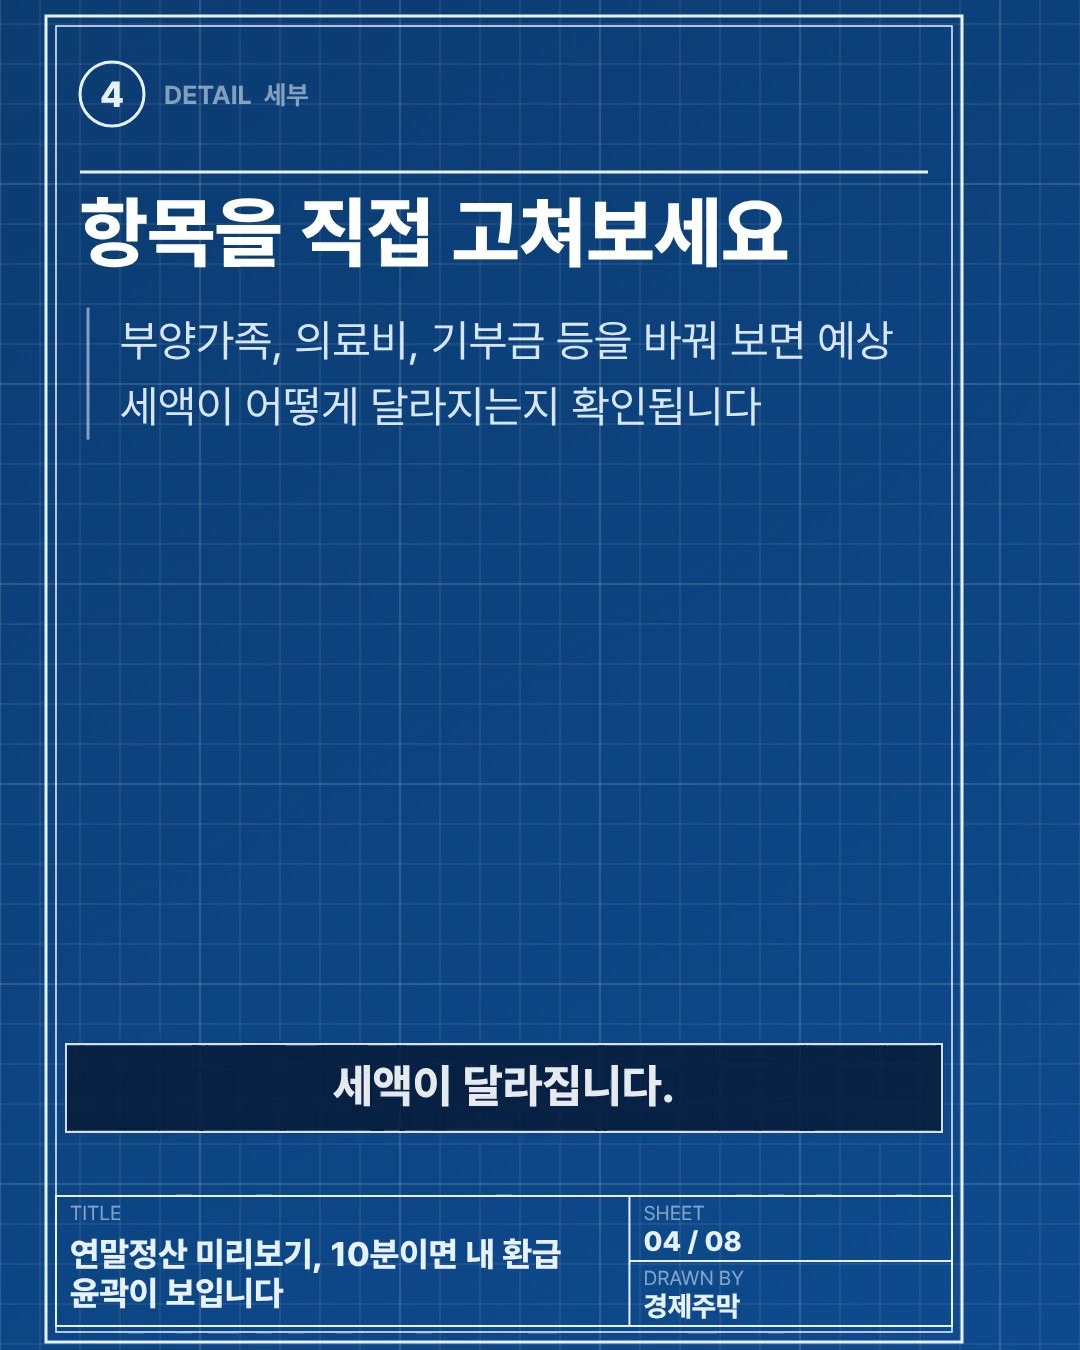 4 DETAIL 세부
항목을 직접 고쳐보세요
부양가족, 의료비, 기부금 등을 바꿔 보면 예상
세액이 어떻게 달라지는지 확인됩니다
세액이 달라집니다.
TITLE
연말정산 미리보기, 10분이면 내 환급
윤곽이 보입니다
SHEET
04 / 08
DRAWN BY
경제주막